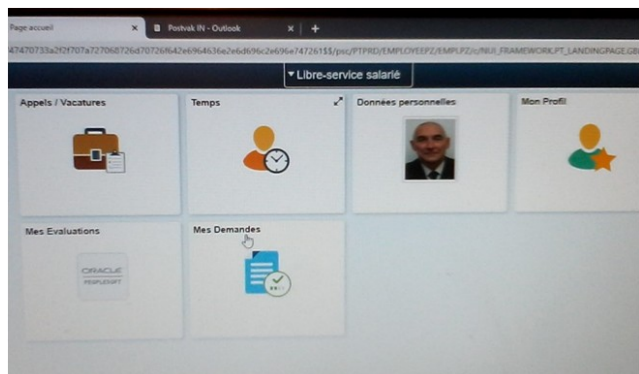 Page accueil
Postvak IN - Outlook
Libre-service salarié
Appels / Vacatures
Temps
Données personnelles
Mon Profil
Mes Evaluations
ORACLE
PEOPLESOFT
Mes Demandes